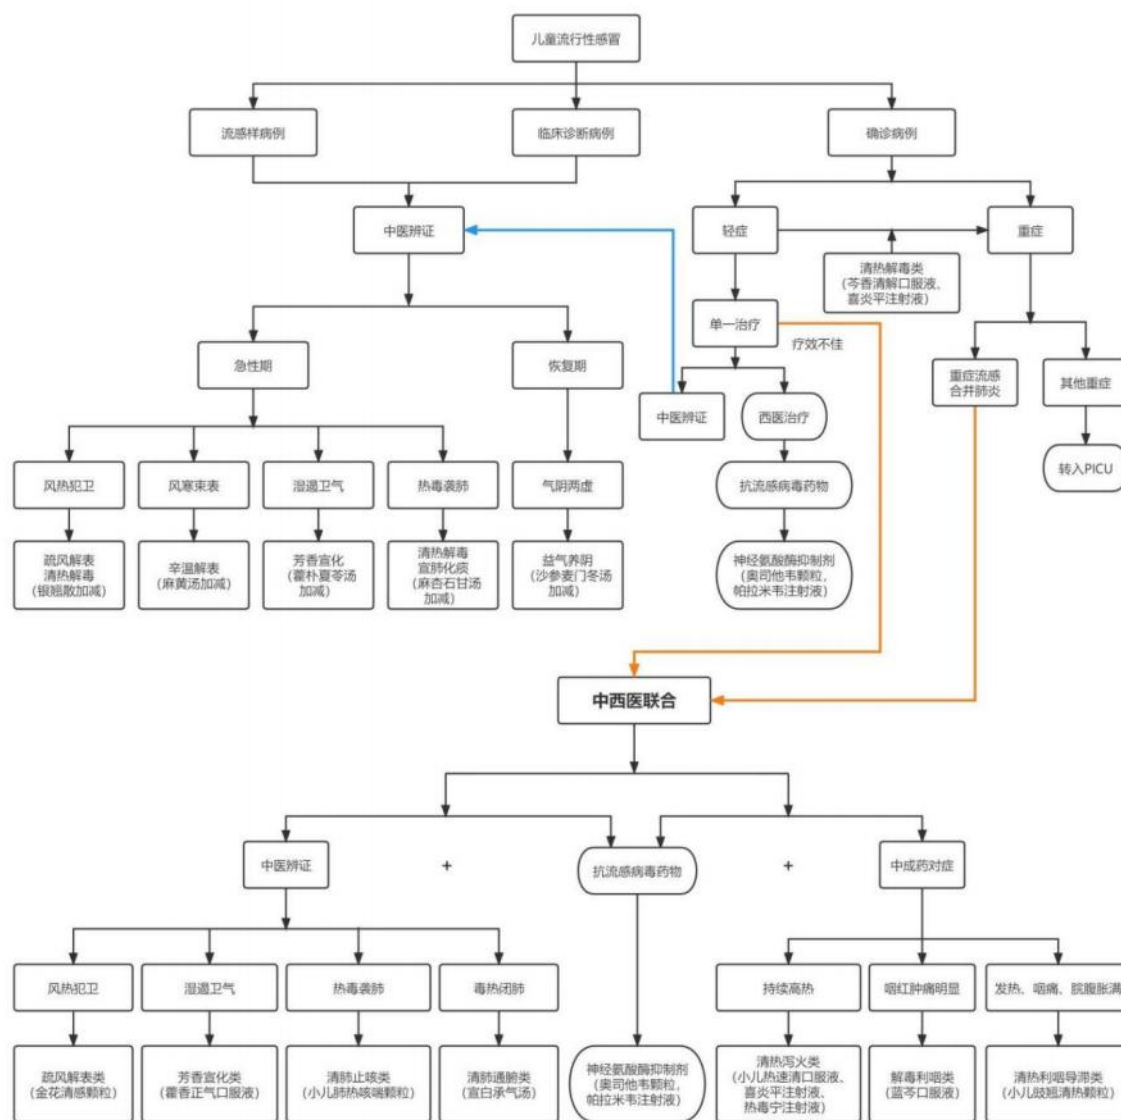 儿童流行性感冒
流感样病例
临床诊断病例
确诊病例
中医辨证
轻症
重症
清热解毒类
(芩香清解口服液、
喜炎平注射液)
单一治疗
疗效不佳
急性期
恢复期
重症流感
合并肺炎
其他重症
中医辨证
西医治疗
转入PICU
风热犯卫
风寒束表
湿遏卫气
热毒袭肺
气阴两虚
抗流感病毒药物
疏风解表
清热解毒
(银翘散加减)
辛温解表
(麻黄汤加减)
芳香宣化
(藿朴夏苓汤
加减)
清热解毒
宣肺化痰
(麻杏石甘汤
加减)
益气养阴
(沙参麦门冬汤
加减)
神经氨酸酶抑制剂
(奥司他韦颗粒,
帕拉米韦注射液)
中西医联合
中医辨证
+
抗流感病毒药物
+
中成药对症
风热犯卫
湿遏卫气
热毒袭肺
毒热闭肺
持续高热
咽红肿痛明显
发热、咽痛、脘腹胀满
疏风解表类
(金花清感颗粒)
芳香宣化类
(藿香正气口服液)
清肺止咳类
(小儿肺热咳喘颗粒)
清肺通腑类
(宣白承气汤)
神经氨酸酶抑制剂
(奥司他韦颗粒,
帕拉米韦注射液)
清热泻火类
(小儿热速清口服液、
喜炎平注射液、
热毒宁注射液)
解毒利咽类
(蓝芩口服液)
清热利咽导滞类
(小儿豉翘清热颗粒)